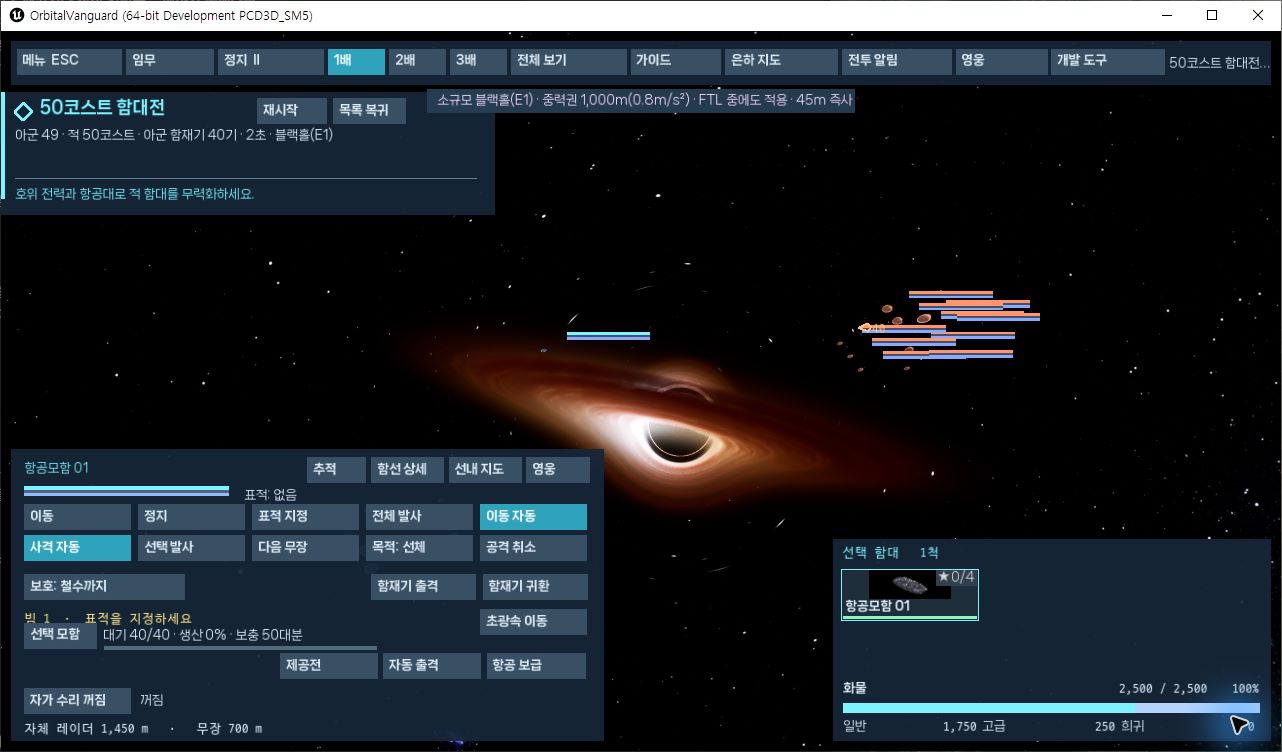 OrbitalVanguard (64-bit Development PCD3D_SM5)
메뉴 ESC 임무 정지 II 1배 2배 3배 전체 보기 가이드 은하 지도 전투 알림 영웅 개발 도구 50코스트 함대전...
소규모 블랙홀(E1) · 중력권 1,000m(0.8m/s²) · FTL 중에도 적용 · 45m 즉사
50코스트 함대전 재시작 목록 복귀
아군 49 · 적 50코스트 · 아군 함재기 40기 · 2초 · 블랙홀(E1)
호위 전력과 항공대로 적 함대를 무력화하세요.
항공모함 01 추적 함선 상세 선내 지도 영웅
표적: 없음
이동 정지 표적 지정 전체 발사 이동 자동
사격 자동 선택 발사 다음 무장 목적: 선체 공격 취소
보호: 철수까지 함재기 출격 함재기 귀환
빔 1 · 표적을 지정하세요 초광속 이동
선택 모함 대기 40/40 · 생산 0% · 보충 50대분
제공전 자동 출격 항공 보급
자가 수리 꺼짐 꺼짐
자체 레이더 1,450 m · 무장 700 m
선택 함대 1척
★0/4
항공모함 01
화물 2,500 / 2,500 100%
일반 1,750 고급 250 희귀